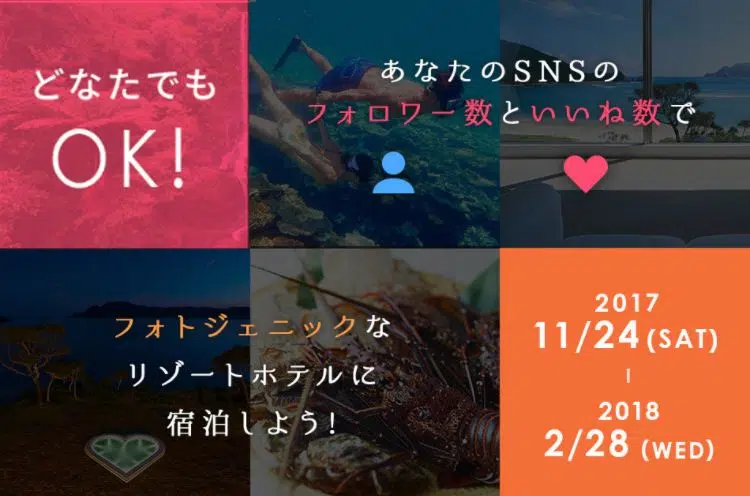 どなたでも
OK!
あなたのSNSの
フォロワー数といいね数で
フォトジェニックな
リゾートホテルに
宿泊しよう!
2017
11/24 (SAT)
|
2018
2/28 (WED)